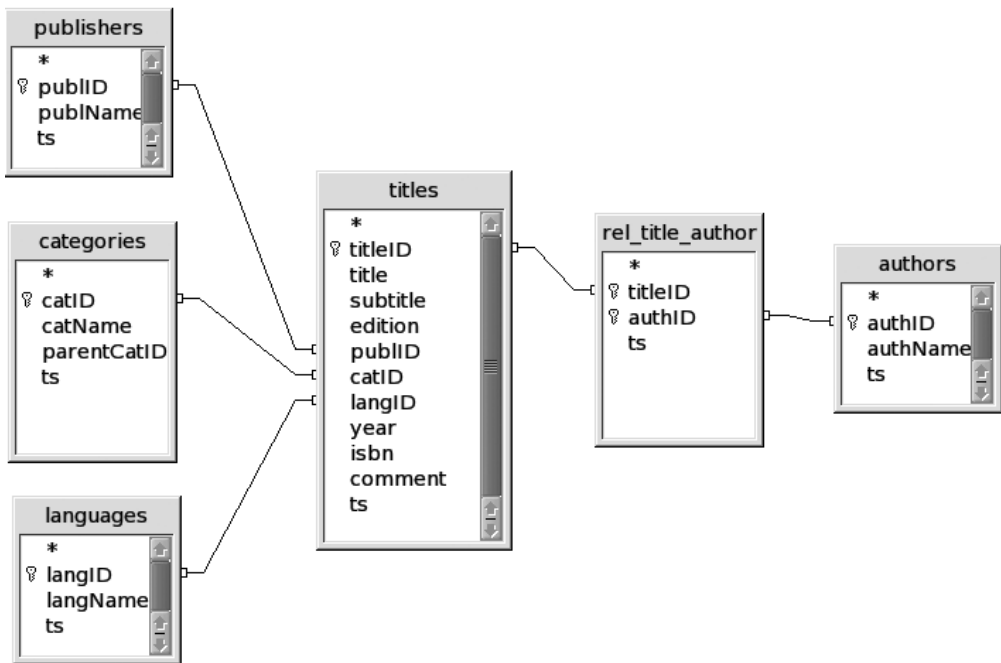 publishers
*
publID
publName
ts
categories
*
catID
catName
parentCatID
ts
languages
*
langID
langName
ts
titles
*
titleID
title
subtitle
edition
publID
catID
langID
year
isbn
comment
ts
rel_title_author
*
titleID
authID
ts
authors
*
authID
authName
ts